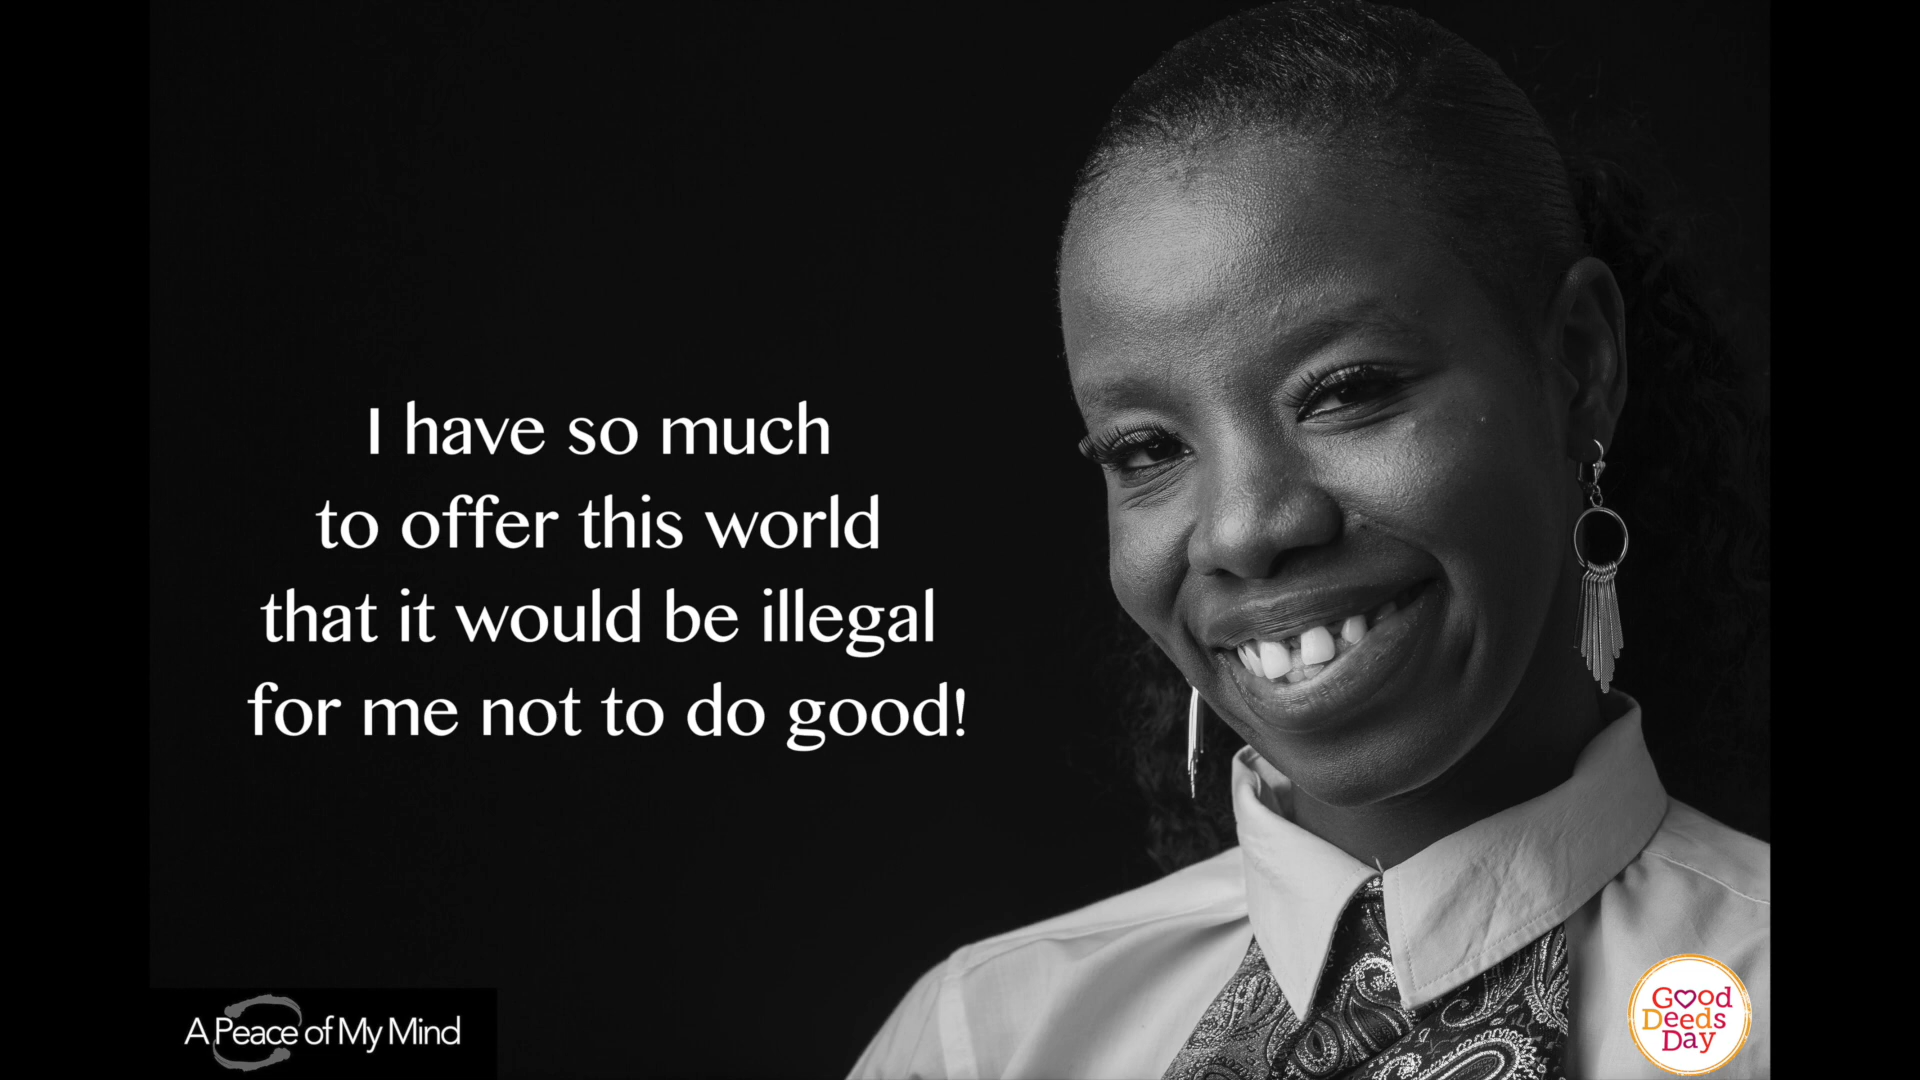 I have so much
to offer this world
that it would be illegal
for me not to do good!
A Peace of My Mind
Good
Deeds
Day